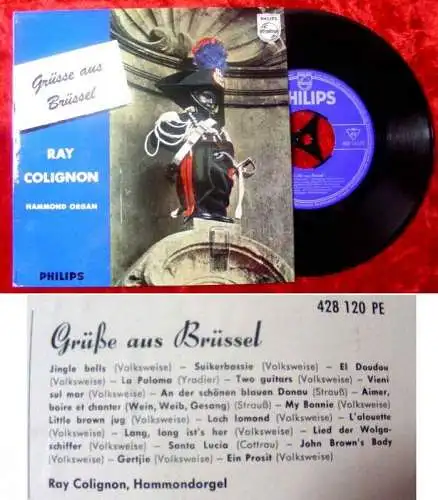 Grüsse aus
Brüssel
RAY
COLIGNON
HAMMOND ORGAN
PHILIPS
PHILIPS
PHILIPS
428 120 PE
Grüße aus Brüssel
Jingle bells (Volksweise) – Suikerbossie (Volksweise) – El Doudou
(Volksweise) – La Paloma (Yradier) – Two guitars (Volksweise) – Vieni
sul mar (Volksweise) – An der schönen blauen Donau (Strauß) – Aimer,
boire et chanter (Wein, Weib, Gesang) (Strauß) – My Bonnie (Volksweise)
Little brown jug (Volksweise) – Loch lomond (Volksweise) – L'alouette
(Volksweise) – Lang, lang ist's her (Volksweise) – Lied der Wolga-
schiffer (Volksweise) – Santa Lucia (Cottrau) – John Brown's Body
(Volksweise) – Gertjie (Volksweise) – Ein Prosit (Volksweise)
Ray Colignon, Hammondorgel